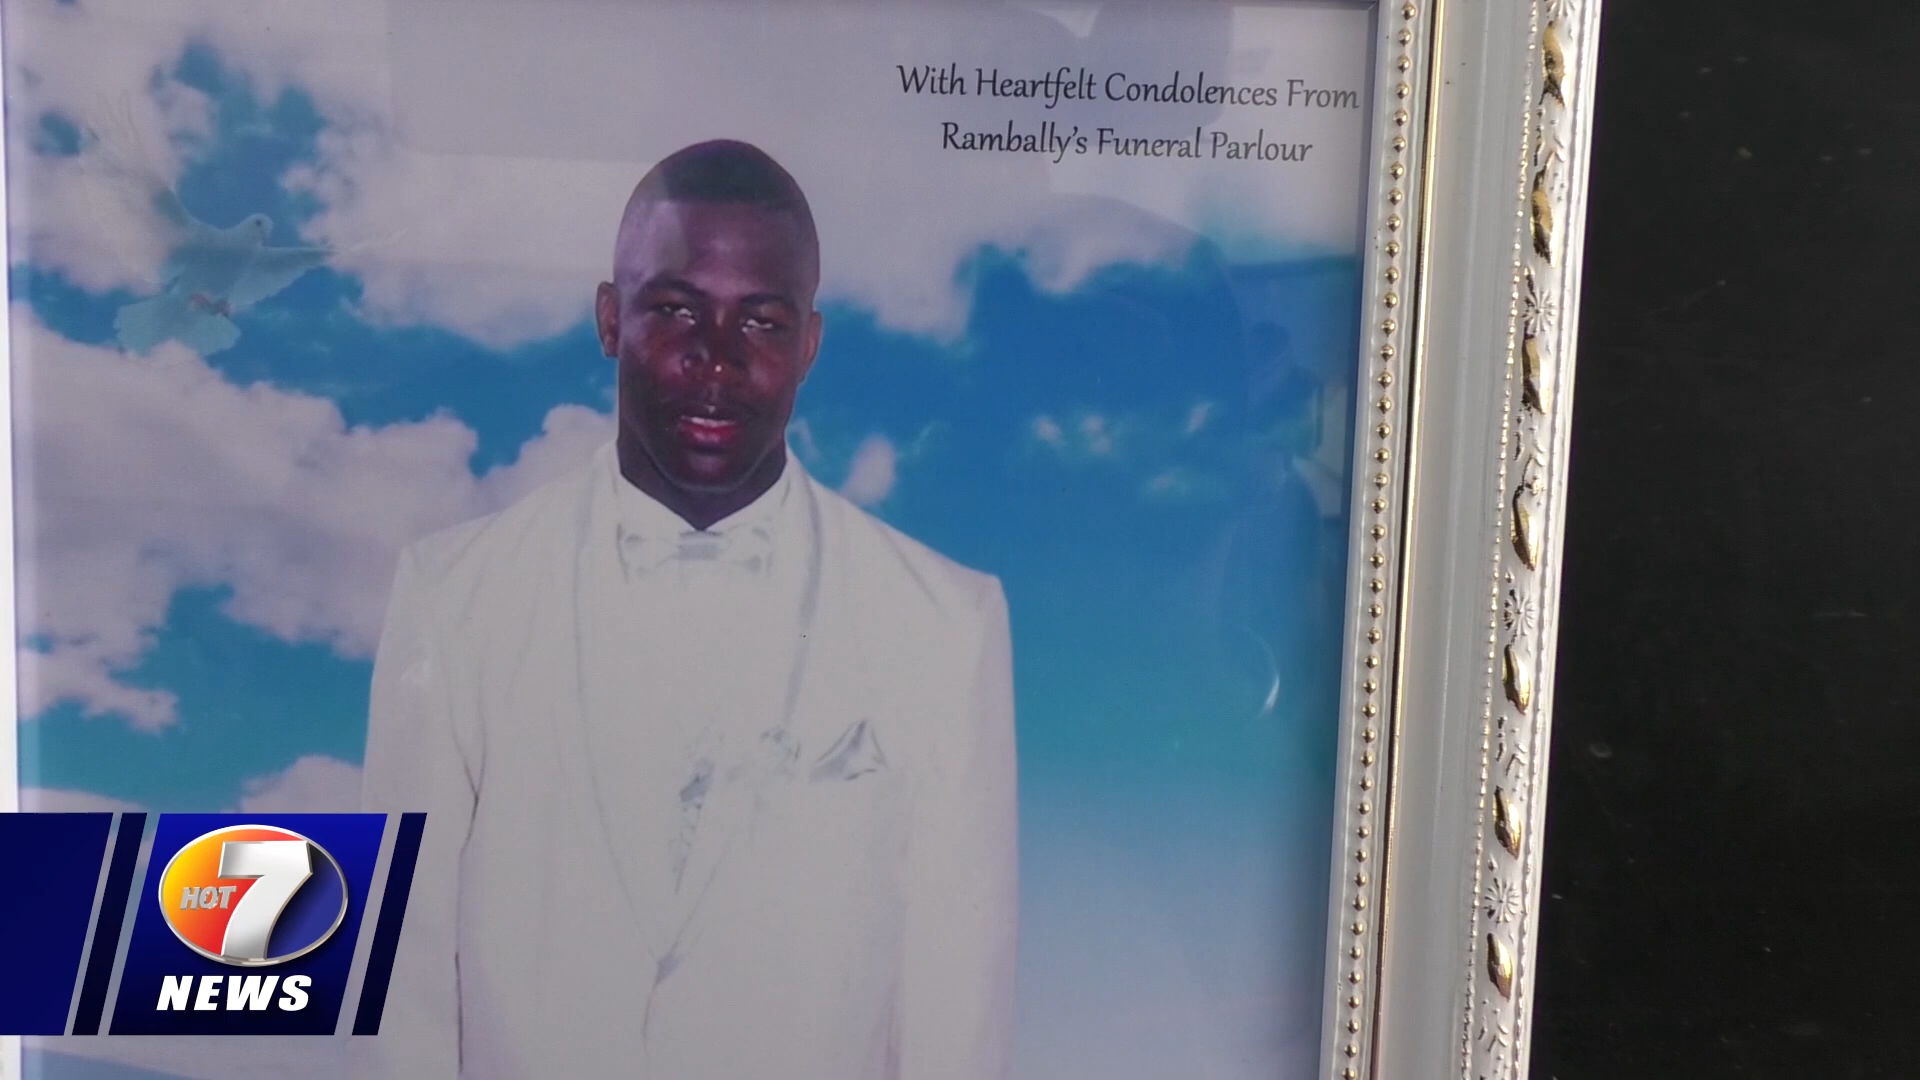 With Heartfelt Condolences From
Rambally's Funeral Parlour
HOT
7
NEWS